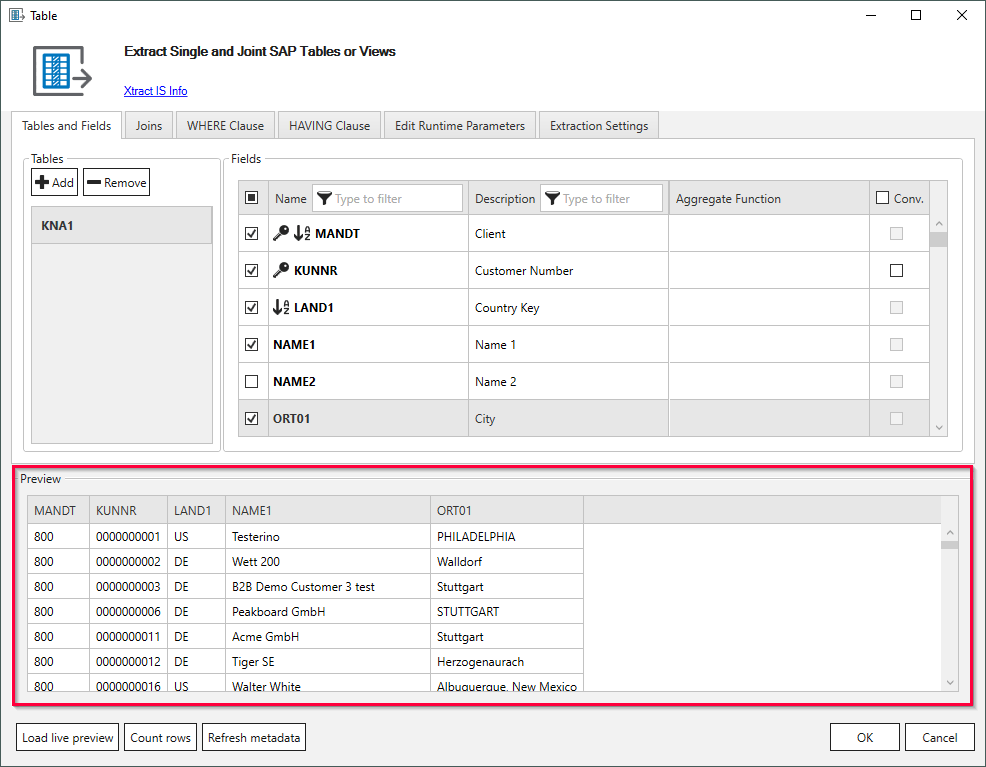 Table
Extract Single and Joint SAP Tables or Views
Xtract IS Info
Tables and Fields Joins WHERE Clause HAVING Clause Edit Runtime Parameters Extraction Settings
Tables
Add Remove
KNA1
Fields
Name Type to filter Description Type to filter Aggregate Function Conv.
MANDT Client
KUNNR Customer Number
LAND1 Country Key
NAME1 Name 1
NAME2 Name 2
ORT01 City
Preview
MANDT KUNNR LAND1 NAME1 ORT01
800 0000000001 US Testerino PHILADELPHIA
800 0000000002 DE Wett 200 Walldorf
800 0000000003 DE B2B Demo Customer 3 test Stuttgart
800 0000000006 DE Peakboard GmbH STUTTGART
800 0000000011 DE Acme GmbH Stuttgart
800 0000000012 DE Tiger SE Herzogenaurach
800 0000000016 US Walter White Albuquerque, New Mexico
Load live preview Count rows Refresh metadata OK Cancel